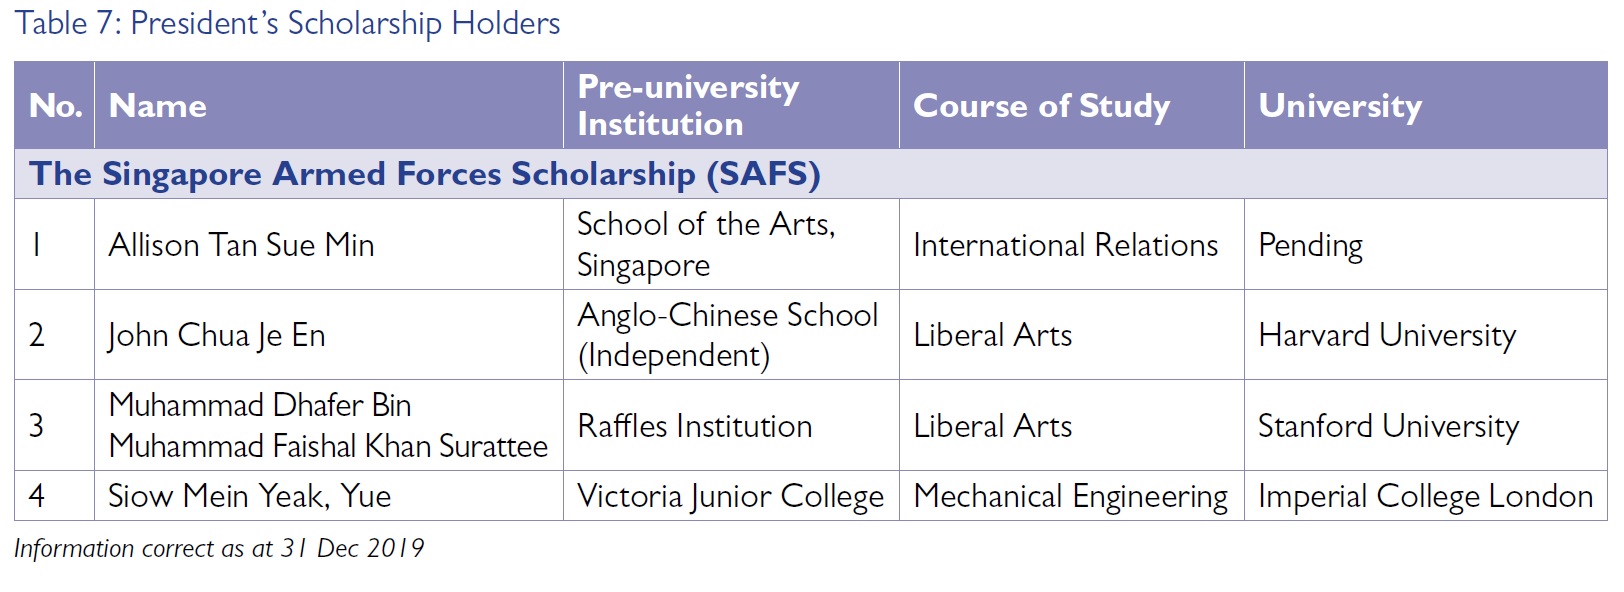 Table 7: President's Scholarship Holders
No. Name Pre-university Institution Course of Study University
The Singapore Armed Forces Scholarship (SAFS)
1 Allison Tan Sue Min School of the Arts, Singapore International Relations Pending
2 John Chua Je En Anglo-Chinese School (Independent) Liberal Arts Harvard University
3 Muhammad Dhafer Bin Muhammad Faishal Khan Surattee Raffles Institution Liberal Arts Stanford University
4 Siow Mein Yeak, Yue Victoria Junior College Mechanical Engineering Imperial College London
Information correct as at 31 Dec 2019